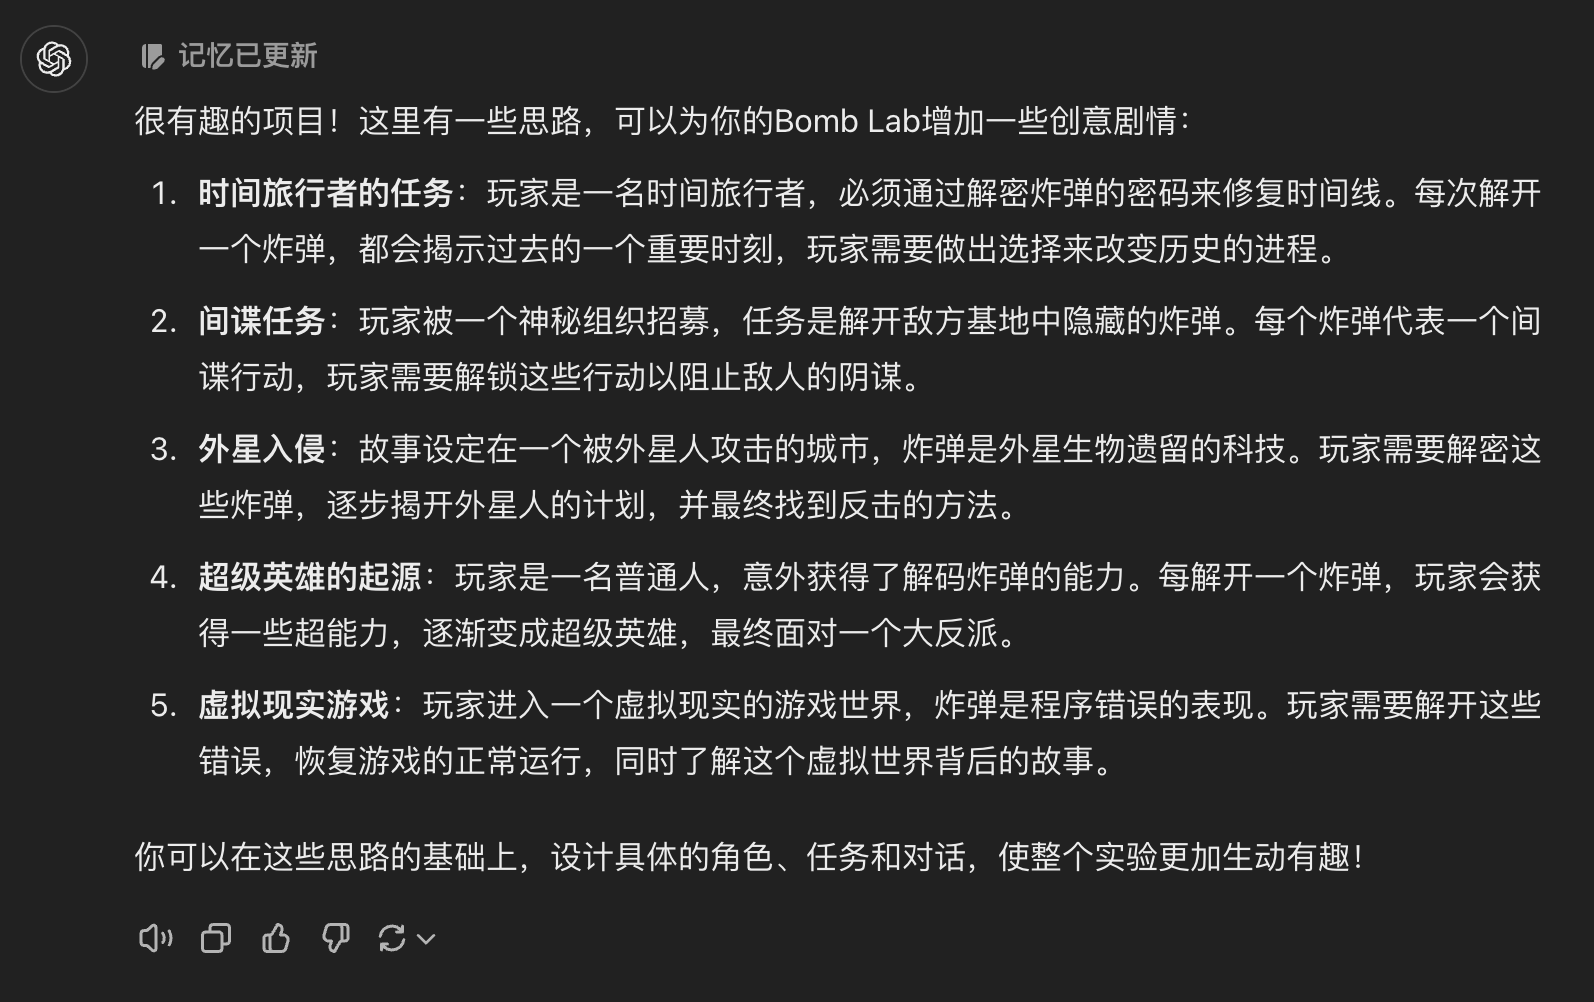 记忆已更新
很有趣的项目！这里有一些思路，可以为你的Bomb Lab增加一些创意剧情：
1. 时间旅行者的任务：玩家是一名时间旅行者，必须通过解密炸弹的密码来修复时间线。每次解开
一个炸弹，都会揭示过去的一个重要时刻，玩家需要做出选择来改变历史的进程。
2. 间谍任务：玩家被一个神秘组织招募，任务是解开敌方基地中隐藏的炸弹。每个炸弹代表一个间
谍行动，玩家需要解锁这些行动以阻止敌人的阴谋。
3. 外星入侵：故事设定在一个被外星人攻击的城市，炸弹是外星生物遗留的科技。玩家需要解密这
些炸弹，逐步揭开外星人的计划，并最终找到反击的方法。
4. 超级英雄的起源：玩家是一名普通人，意外获得了解码炸弹的能力。每解开一个炸弹，玩家会获
得一些超能力，逐渐变成超级英雄，最终面对一个大反派。
5. 虚拟现实游戏：玩家进入一个虚拟现实的游戏世界，炸弹是程序错误的表现。玩家需要解开这些
错误，恢复游戏的正常运行，同时了解这个虚拟世界背后的故事。
你可以在这些思路的基础上，设计具体的角色、任务和对话，使整个实验更加生动有趣！